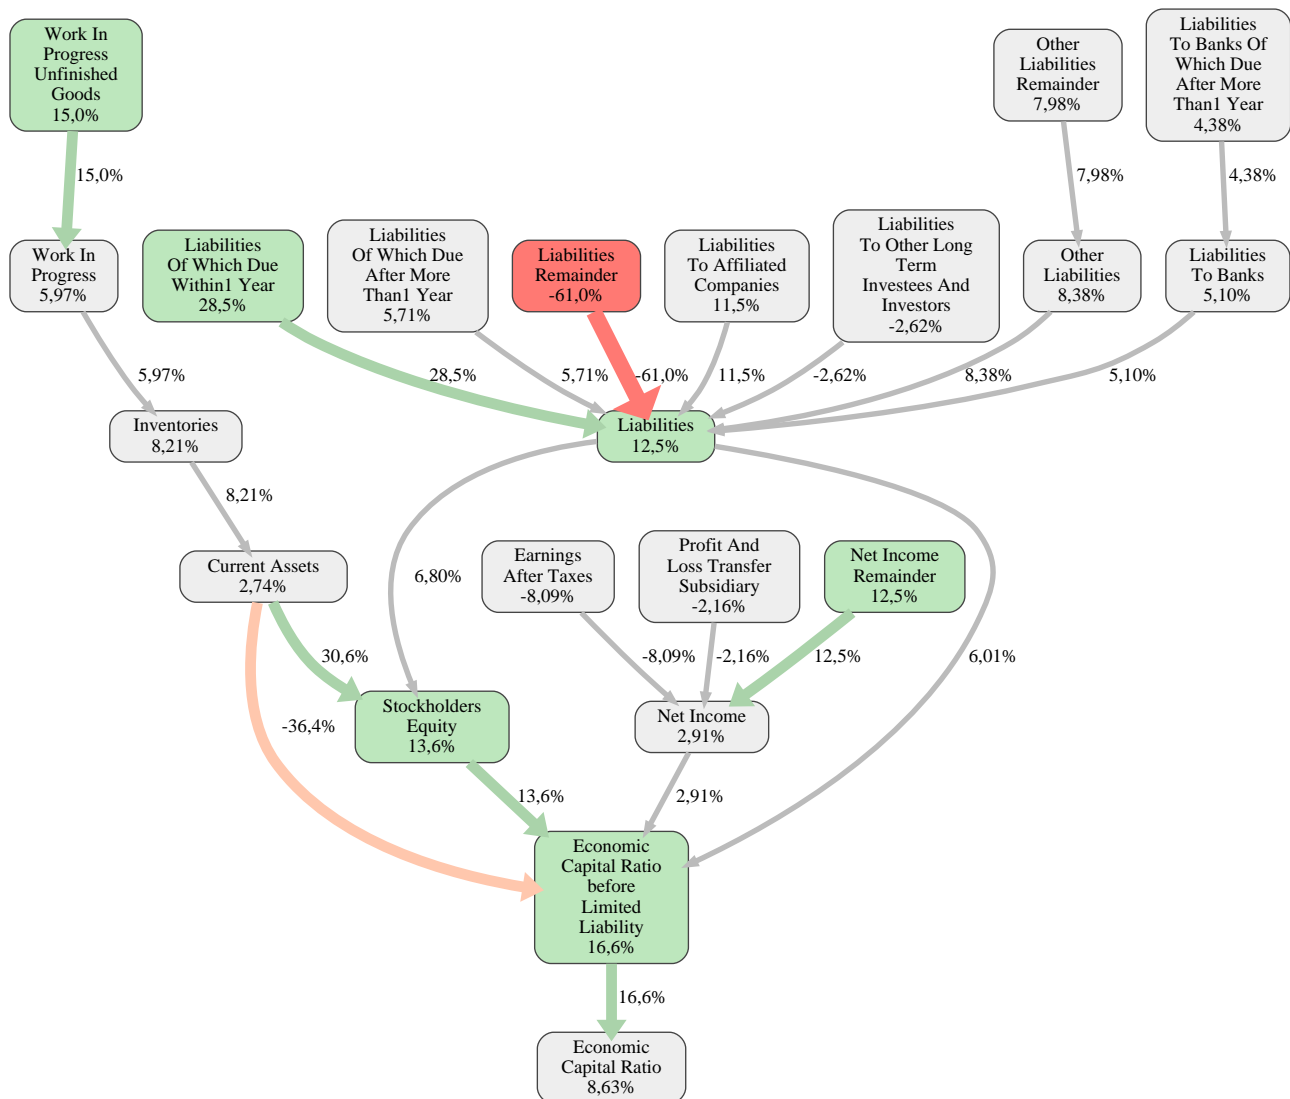 Work In
Progress
Unfinished
Goods
15,0%
Other
Liabilities
Remainder
7,98%
Liabilities
To Banks Of
Which Due
After More
Than1 Year
4,38%
15,0%
7,98%
4,38%
Work In
Progress
5,97%
Liabilities
Of Which Due
Within1 Year
28,5%
Liabilities
Of Which Due
After More
Than1 Year
5,71%
Liabilities
Remainder
-61,0%
Liabilities
To Affiliated
Companies
11,5%
Liabilities
To Other Long
Term
Investees And
Investors
-2,62%
Other
Liabilities
8,38%
Liabilities
To Banks
5,10%
5,97%
28,5%
5,71%
-61,0%
11,5%
-2,62%
8,38%
5,10%
Inventories
8,21%
Liabilities
12,5%
8,21%
Current Assets
2,74%
6,80%
Earnings
After Taxes
-8,09%
Profit And
Loss Transfer
Subsidiary
-2,16%
Net Income
Remainder
12,5%
30,6%
-8,09%
-2,16%
12,5%
6,01%
-36,4%
Stockholders
Equity
13,6%
Net Income
2,91%
13,6%
2,91%
Economic
Capital Ratio
before
Limited
Liability
16,6%
16,6%
Economic
Capital Ratio
8,63%